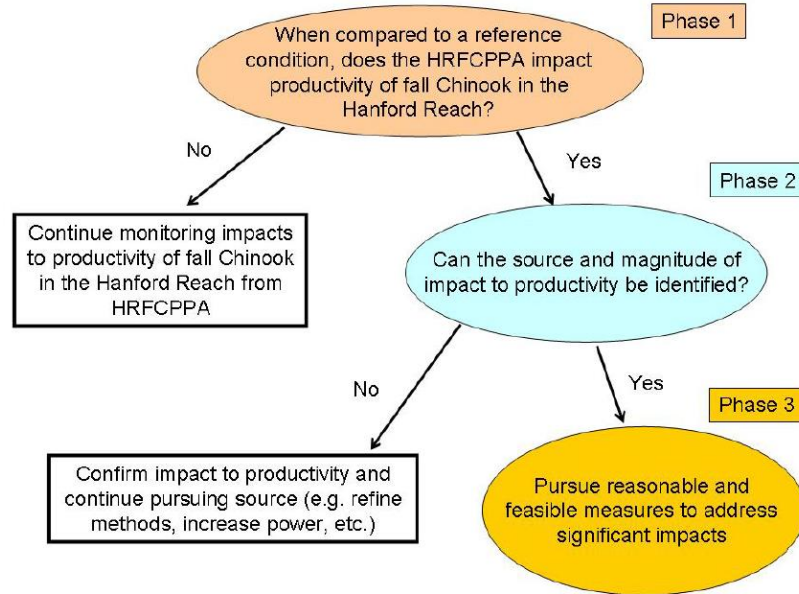 Phase 1
When compared to a reference
condition, does the HRFCPPA impact
productivity of fall Chinook in the
Hanford Reach?
No
Yes
Phase 2
Continue monitoring impacts
to productivity of fall Chinook
in the Hanford Reach from
HRFCPPA
Can the source and magnitude of
impact to productivity be identified?
No
Yes
Phase 3
Confirm impact to productivity and
continue pursuing source (e.g. refine
methods, increase power, etc.)
Pursue reasonable and
feasible measures to address
significant impacts